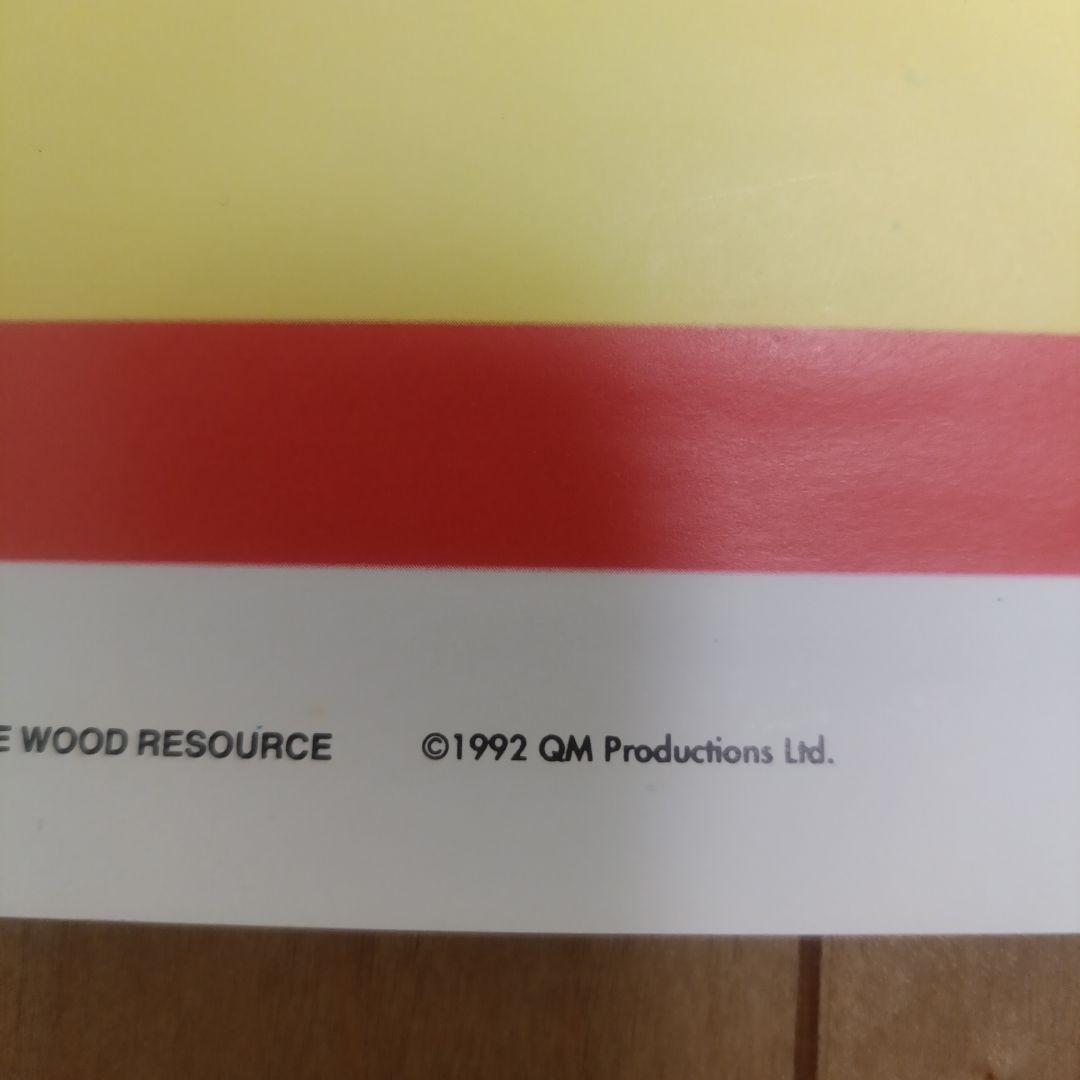 E WOOD RESOURCE ©1992 QM Productions Ltd.